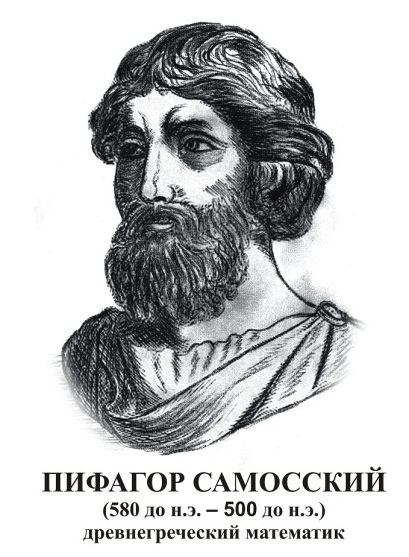 ПИФАГОР САМОССКИЙ
(580 до н.э. – 500 до н.э.)
древнегреческий математик